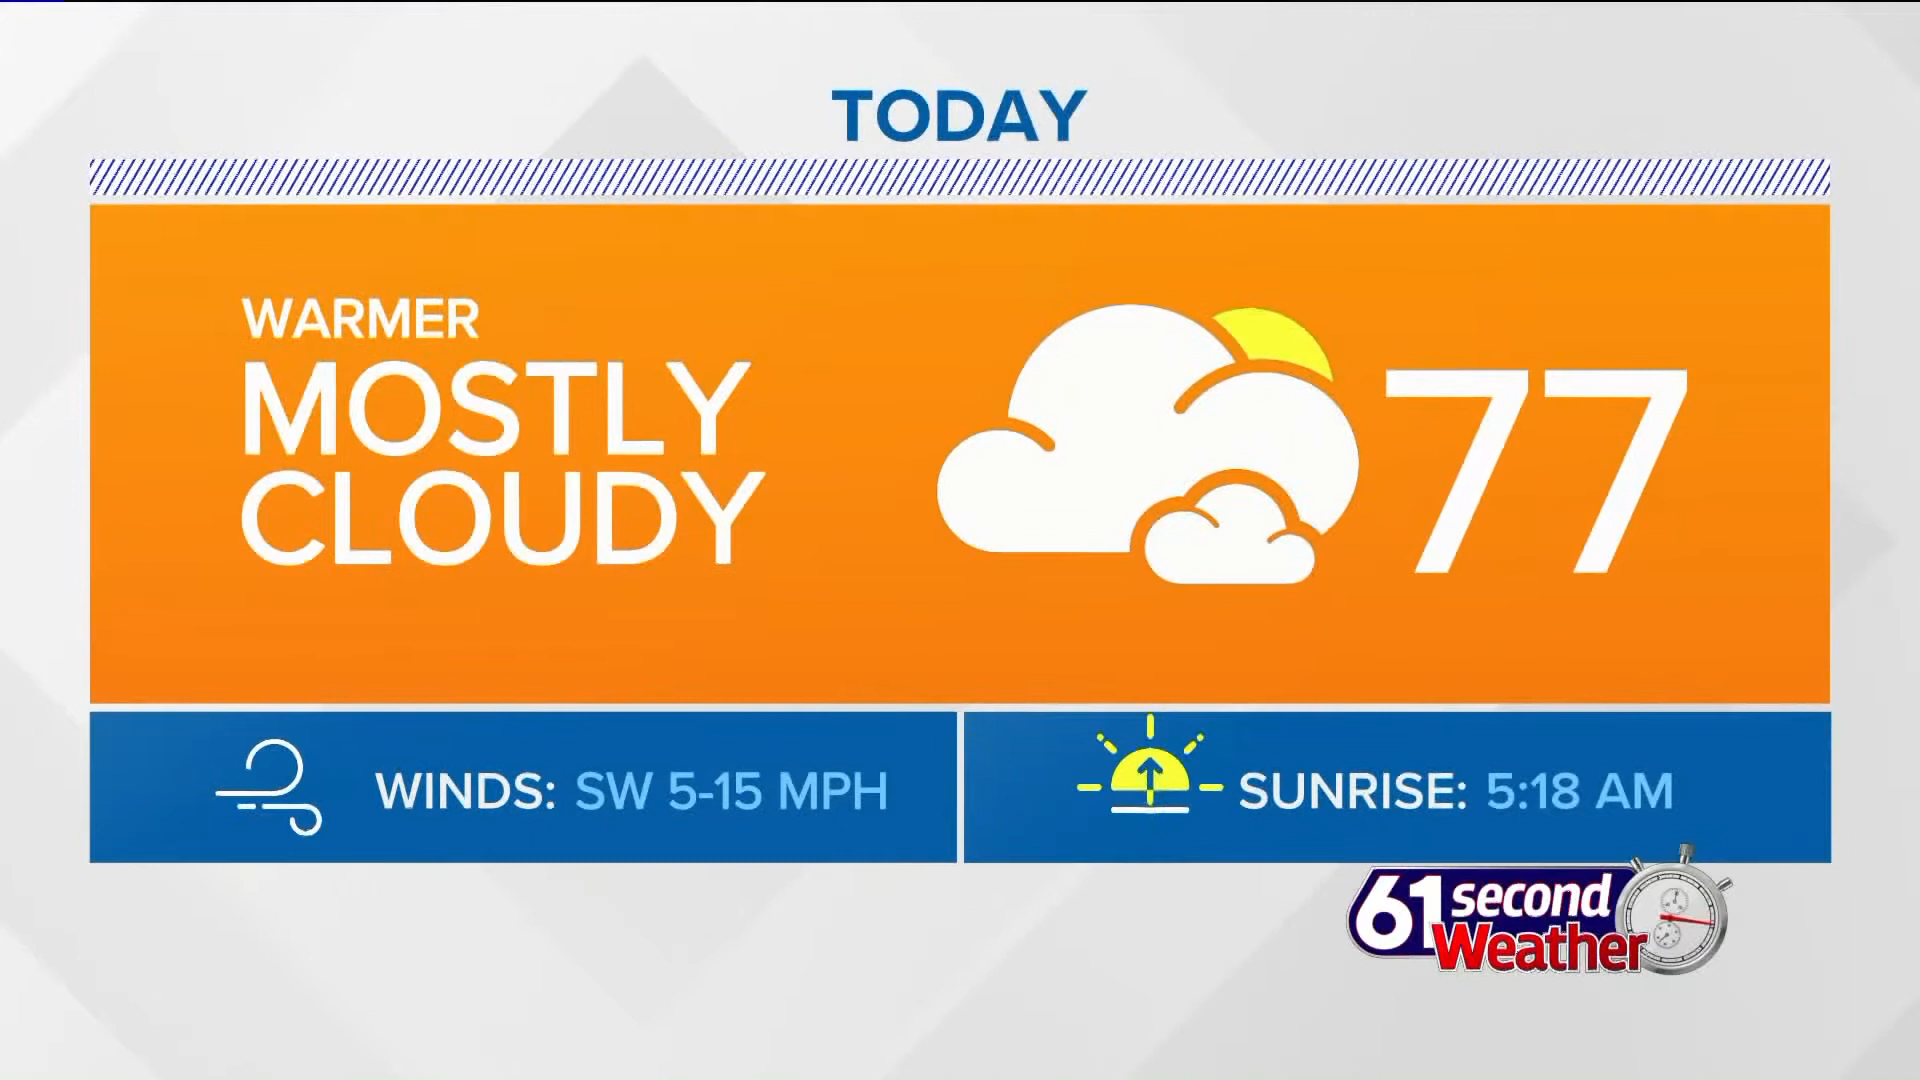 TODAY
WARMER
MOSTLY
CLOUDY
77
WINDS: SW 5-15 MPH
SUNRISE: 5:18 AM
61 second
Weather